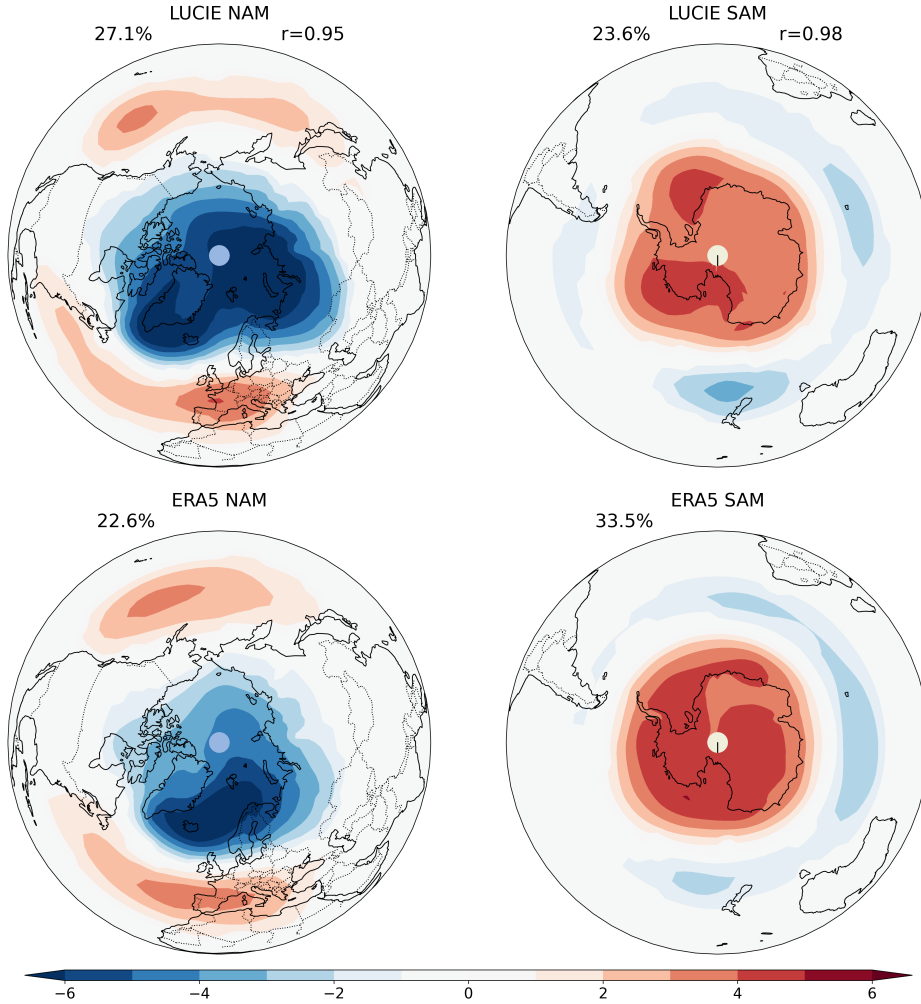 LUCIE NAM
27.1% r=0.95
LUCIE SAM
23.6% r=0.98
ERA5 NAM
22.6%
ERA5 SAM
33.5%
−6 −4 −2 0 2 4 6